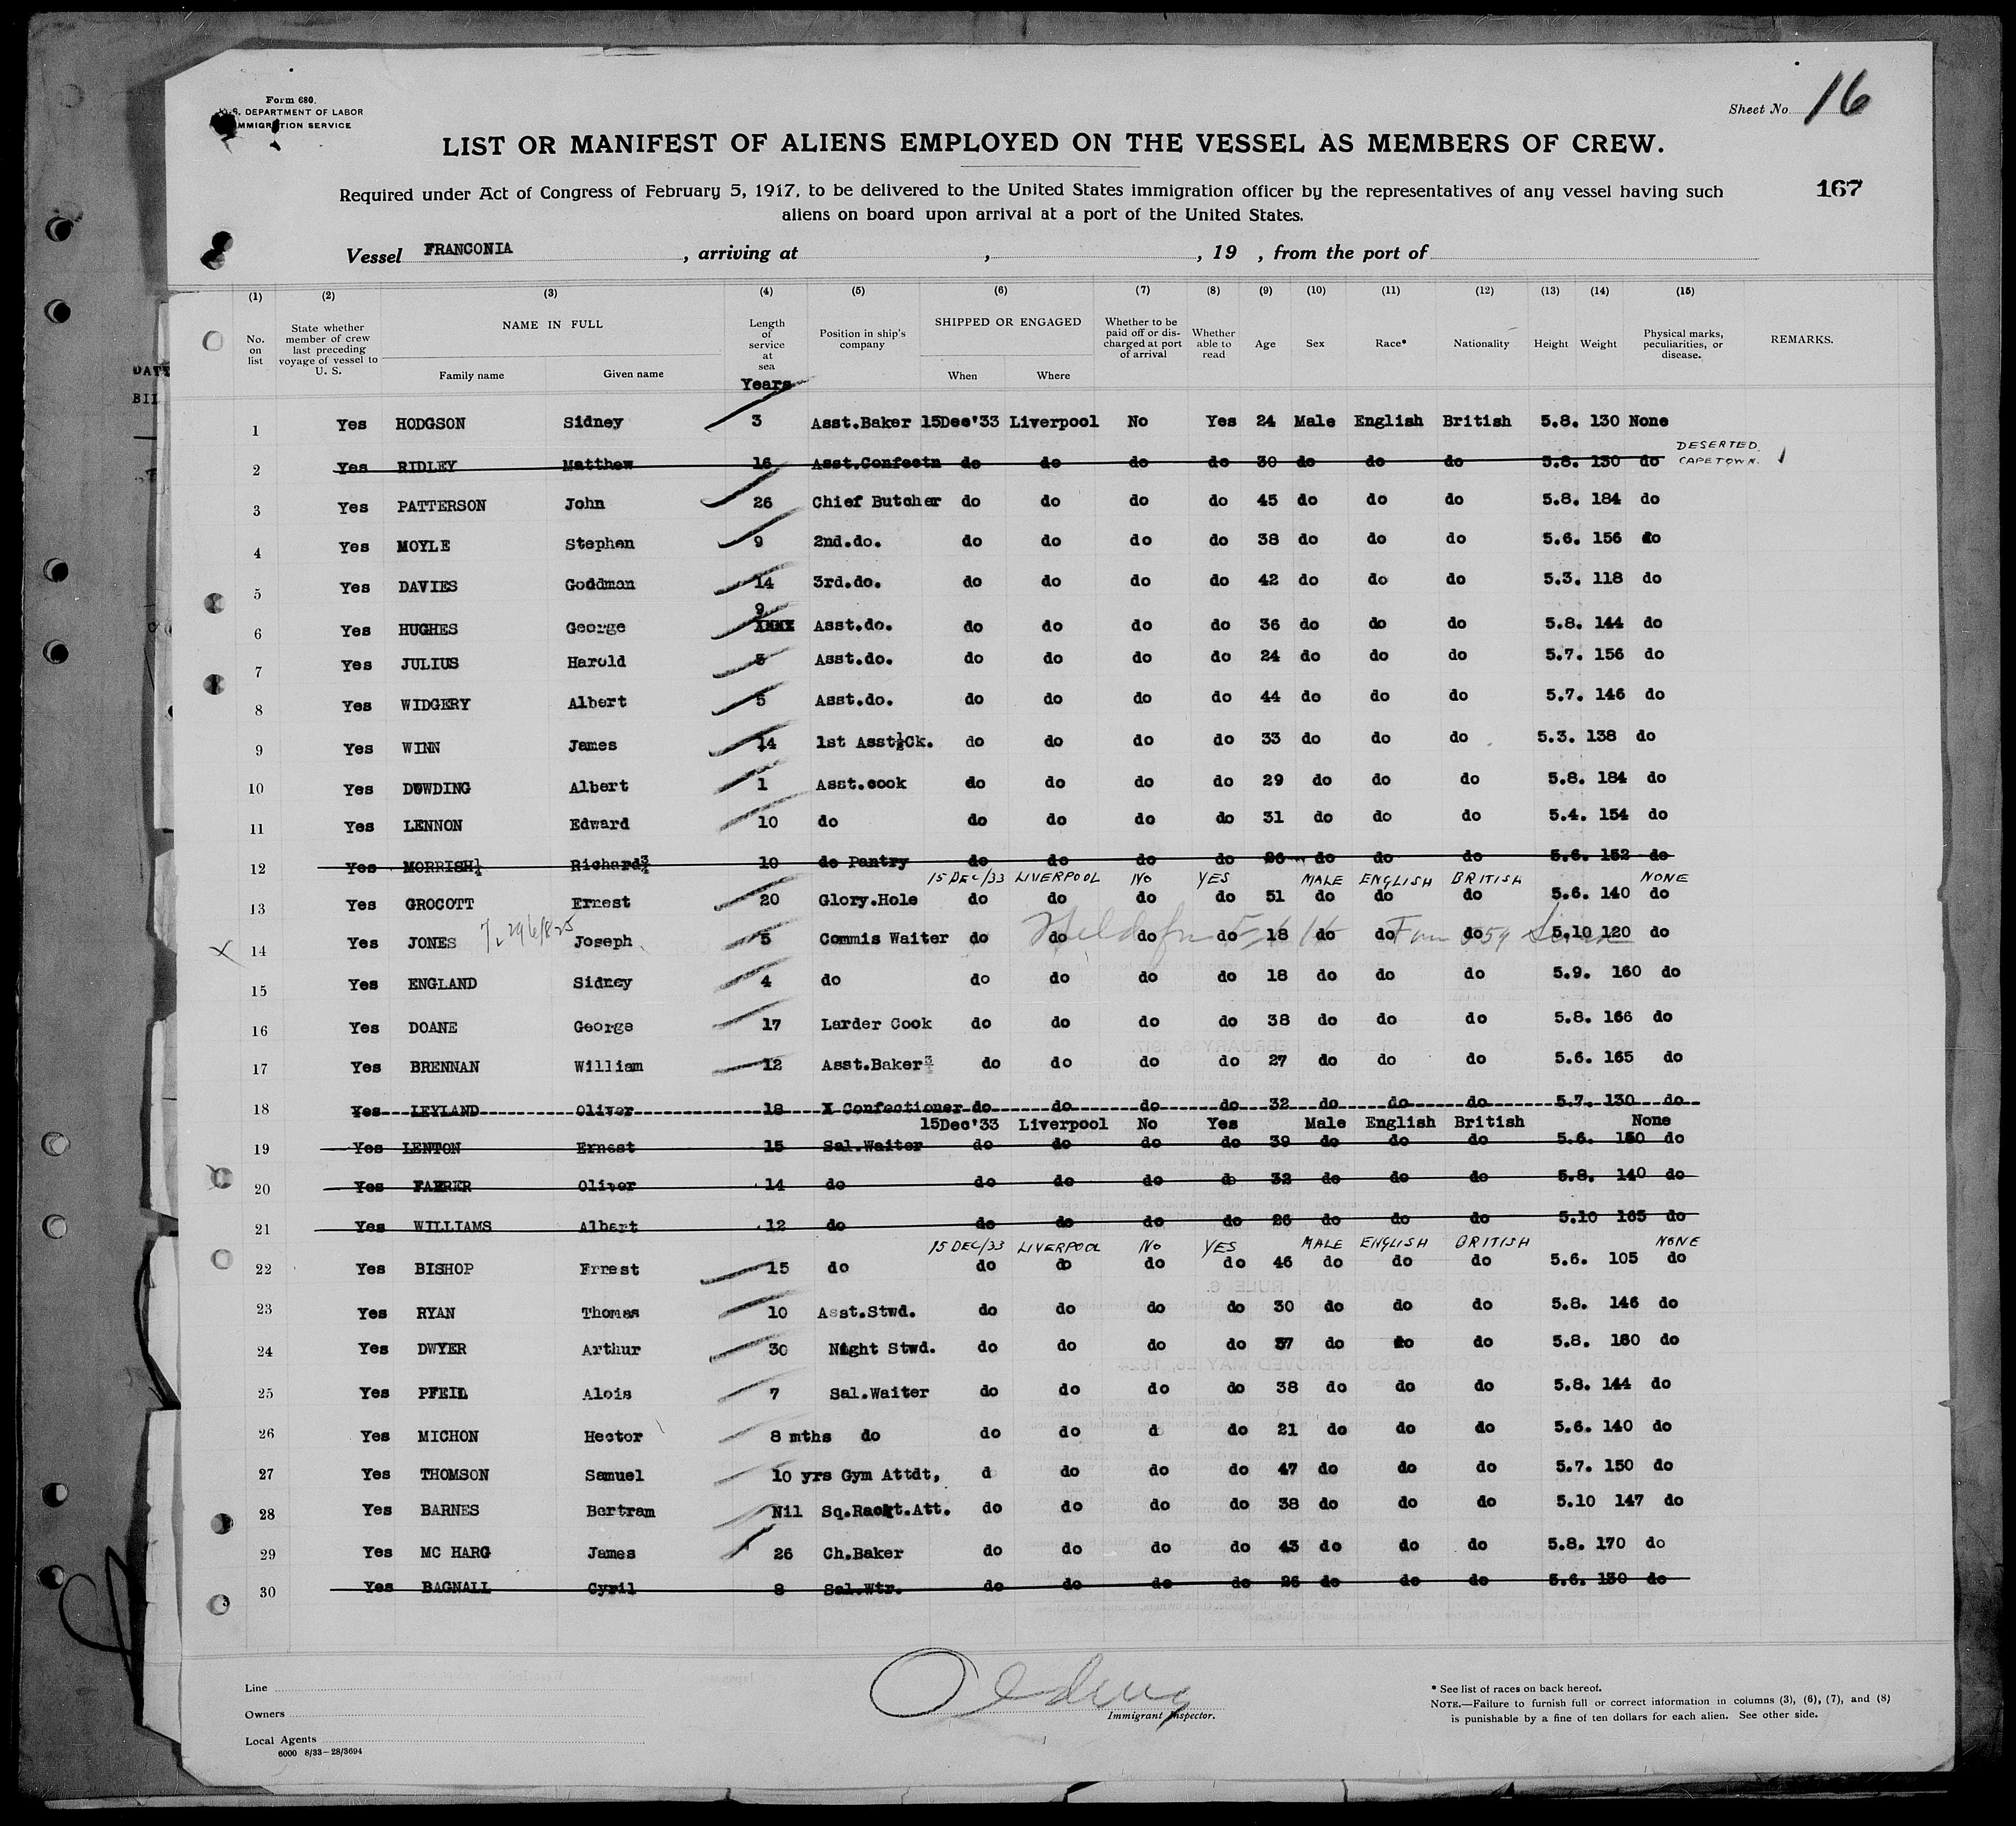 Form 680.
U.S. DEPARTMENT OF LABOR
IMMIGRATION SERVICE
Sheet No. 16
LIST OR MANIFEST OF ALIENS EMPLOYED ON THE VESSEL AS MEMBERS OF CREW.
Required under Act of Congress of February 5, 1917, to be delivered to the United States immigration officer by the representatives of any vessel having such
167
aliens on board upon arrival at a port of the United States.
Vessel FRANCONIA , arriving at , , 19 , from the port of
(1) (2) (3) (4) (5) (6) (7) (8) (9) (10) (11) (12) (13) (14) (15)
No. on list State whether member of crew last preceding voyage of vessel to U. S. NAME IN FULL Family name Given name Length of service at sea Years Position in ship's company SHIPPED OR ENGAGED When Where Whether to be paid off or discharged at port of arrival Whether able to read Age Sex Race* Nationality Height Weight Physical marks, peculiarities, or disease. REMARKS.
1 Yes HODGSON Sidney 3 Asst.Baker 15Dec'33 Liverpool No Yes 24 Male English British 5.8. 130 None
2 Yes RIDLEY Matthew 16 Asst.Confectn do do do do 30 do do do 5.8. 130 do DESERTED CAPETOWN.
3 Yes PATTERSON John 26 Chief Butcher do do do do 45 do do do 5.8. 184 do
4 Yes MOYLE Stephen 9 2nd.do. do do do do 38 do do do 5.6. 156 do
5 Yes DAVIES Goddman 14 3rd.do. do do do do 42 do do do 5.3. 118 do
6 Yes HUGHES George 9 Asst.do. do do do do 36 do do do 5.8. 144 do
7 Yes JULIUS Harold 5 Asst.do. do do do do 24 do do do 5.7. 156 do
8 Yes WIDGERY Albert 5 Asst.do. do do do do 44 do do do 5.7. 146 do
9 Yes WINN James 14 1st Asst½Ck. do do do do 33 do do do 5.3. 138 do
10 Yes DOWDING Albert 1 Asst.cook do do do do 29 do do do 5.8. 184 do
11 Yes LENNON Edward 10 do do do do do 31 do do do 5.4. 154 do
12 Yes MORRISH Richard 10 do Pantry do do do do 26 do do do 5.6. 152 do
15 DEC/33 LIVERPOOL NO YES MALE ENGLISH BRITISH NONE
13 Yes GROCOTT Ernest 20 Glory.Hole do do do do 51 do do do 5.6. 140 do
14 Yes JONES Joseph 5 Commis Waiter do do do do 18 do do do 5.10 120 do
15 Yes ENGLAND Sidney 4 do do do do do 18 do do do 5.9. 160 do
16 Yes DOANE George 17 Larder Cook do do do do 38 do do do 5.8. 166 do
17 Yes BRENNAN William 12 Asst.Baker do do do do 27 do do do 5.6. 165 do
18 Yes LEYLAND Oliver 18 X Confectioner do do do do 32 do do do 5.7. 130 do
15Dec'33 Liverpool No Yes Male English British None
19 Yes LENTON Ernest 15 Sal.Waiter do do do do 39 do do do 5.6. 150 do
20 Yes FARRER Oliver 14 do do do do do 32 do do do 5.8. 140 do
21 Yes WILLIAMS Albert 12 do do do do do 26 do do do 5.10 165 do
15 DEC/33 LIVERPOOL NO YES MALE ENGLISH BRITISH NONE
22 Yes BISHOP Frrest 15 do do do do do 46 do do do 5.6. 105 do
23 Yes RYAN Thomas 10 Asst.Stwd. do do do do 30 do do do 5.8. 146 do
24 Yes DWYER Arthur 30 Night Stwd. do do do do 37 do do do 5.8. 160 do
25 Yes PFEIL Alois 7 Sal.Waiter do do do do 38 do do do 5.8. 144 do
26 Yes MICHON Hector 8 mths do do do d do 21 do do do 5.6. 140 do
27 Yes THOMSON Samuel 10 yrs Gym Attdt, d do do do 47 do do do 5.7. 150 do
28 Yes BARNES Bertram Nil Sq.Rackt.Att. do do do do 38 do do do 5.10 147 do
29 Yes MC HARG James 26 Ch.Baker do do do do 43 do do do 5.8. 170 do
30 Yes BAGNALL Cyril 8 Sal.Wtr. do do do do 26 do do do 5.6. 130 do
Line
Owners
Local Agents
6000 8/33-28/3694
Immigrant Inspector.
* See list of races on back hereof.
NOTE.—Failure to furnish full or correct information in columns (3), (6), (7), and (8)
is punishable by a fine of ten dollars for each alien. See other side.